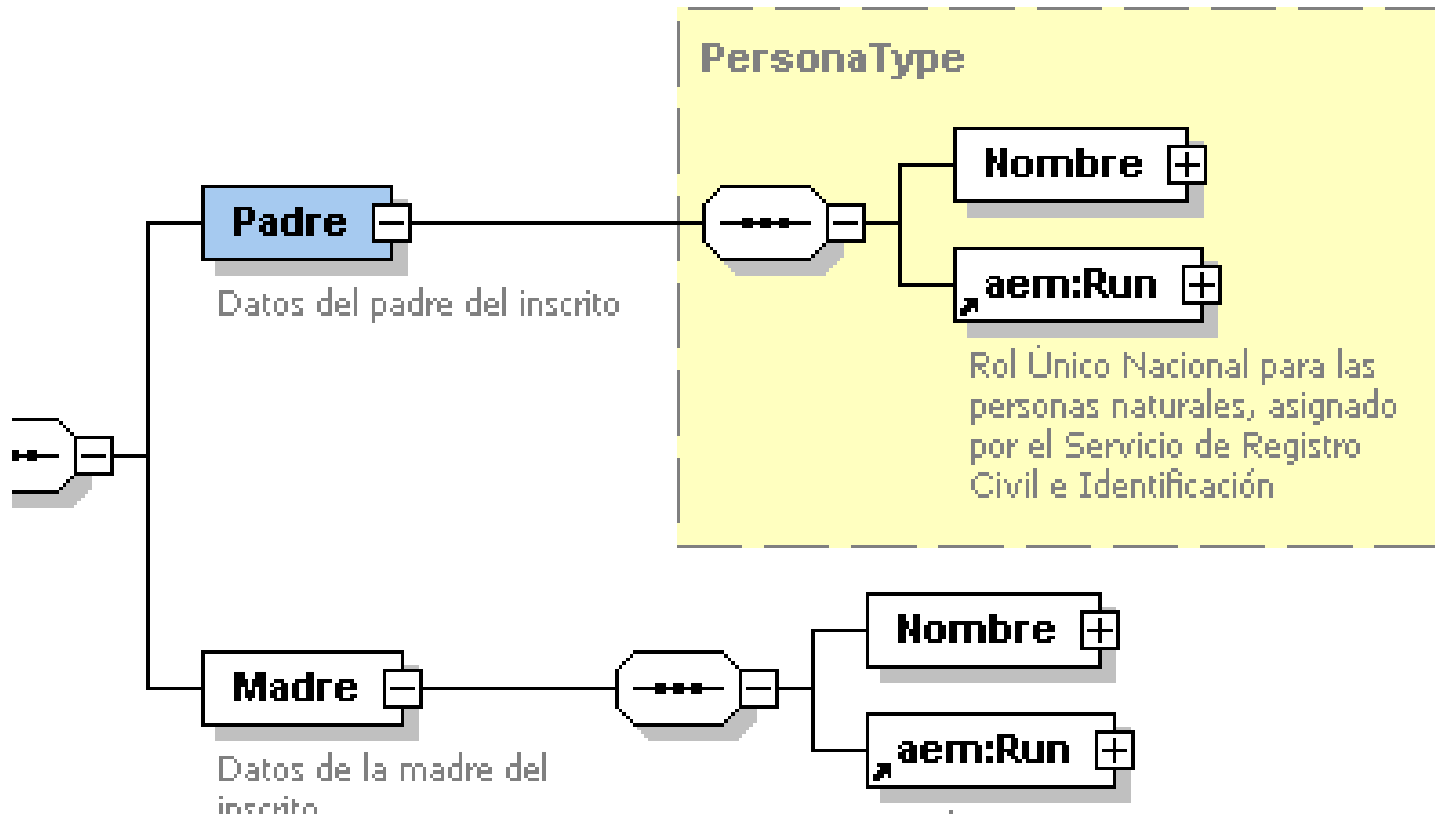 PersonaType
Nombre
Padre
aem:Run
Datos del padre del inscrito
Rol Único Nacional para las
personas naturales, asignado
por el Servicio de Registro
Civil e Identificación
Nombre
Madre
aem:Run
Datos de la madre del
inscrito